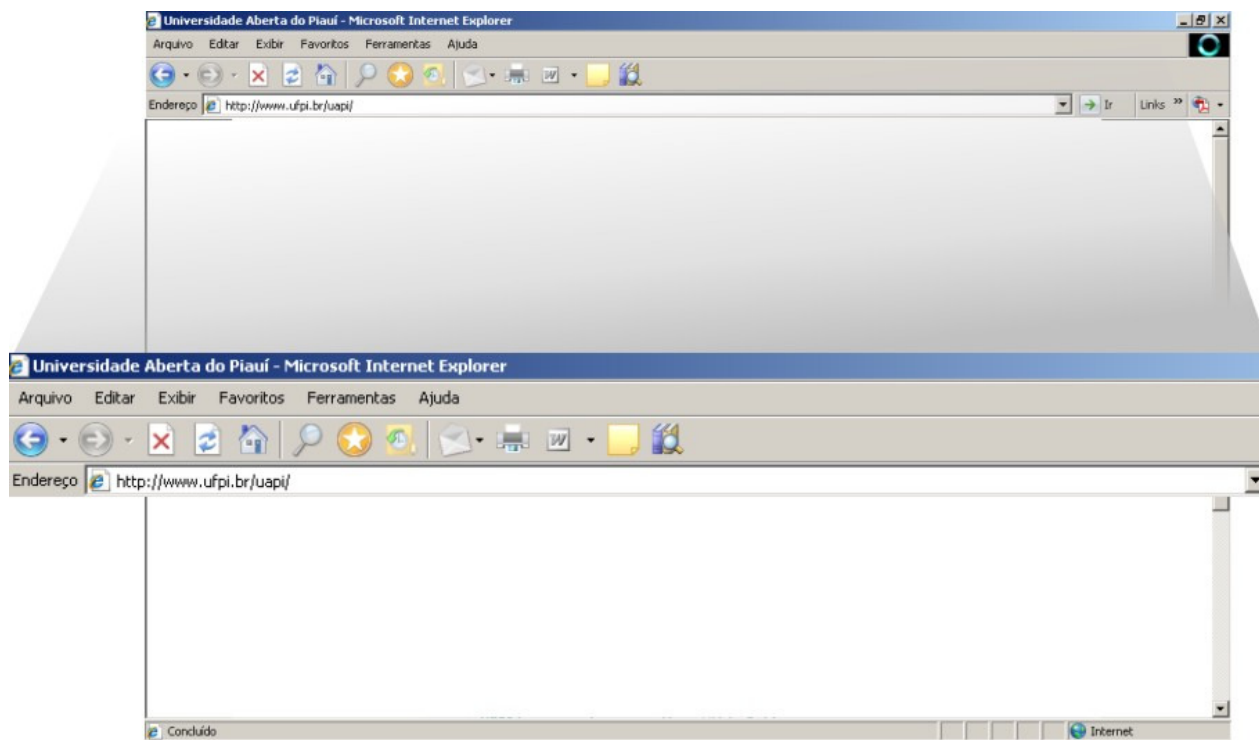 Universidade Aberta do Piauí - Microsoft Internet Explorer
Arquivo Editar Exibir Favoritos Ferramentas Ajuda
Endereço http://www.ufpi.br/uapi/ Ir Links »
Universidade Aberta do Piauí - Microsoft Internet Explorer
Arquivo Editar Exibir Favoritos Ferramentas Ajuda
Endereço http://www.ufpi.br/uapi/
Concluído Internet